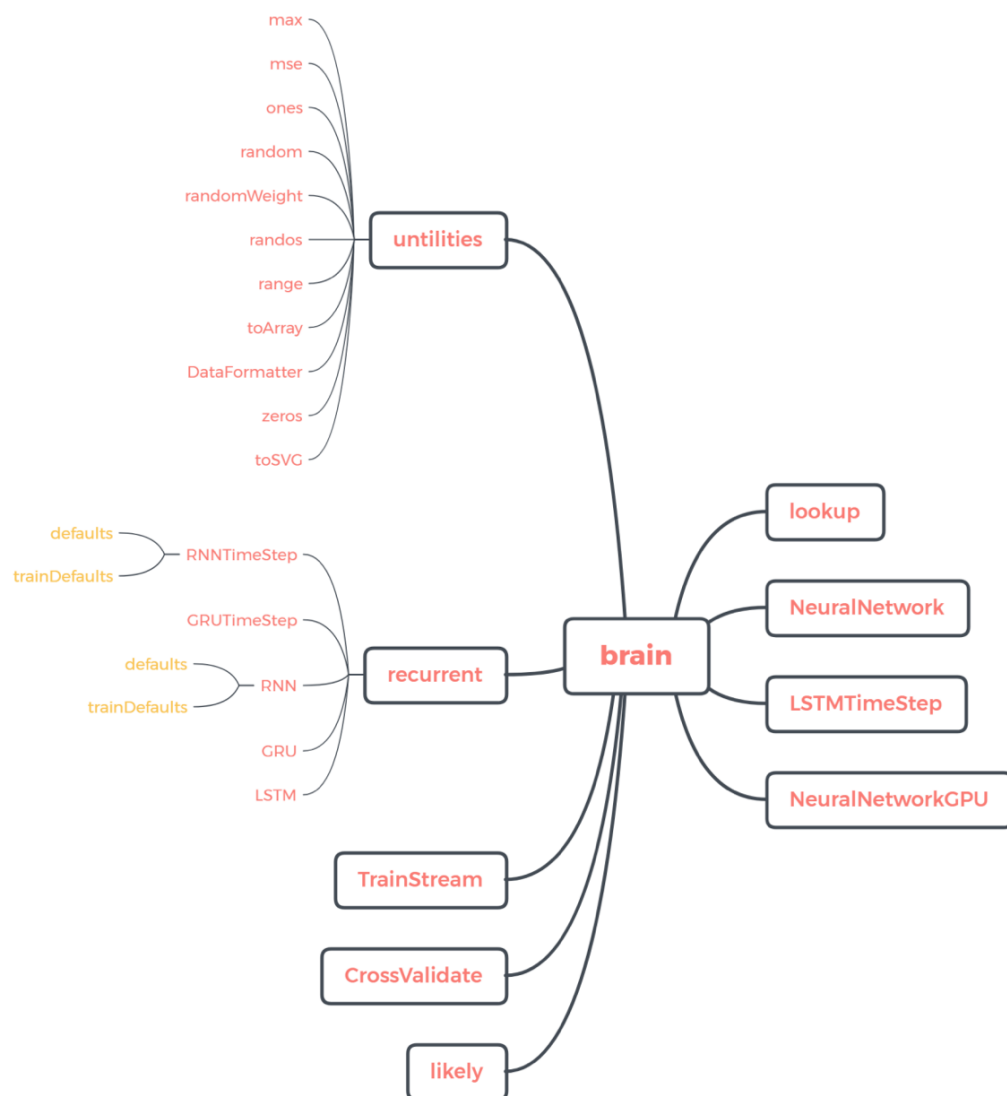 max
mse
ones
random
randomWeight
randos
untilities
range
toArray
DataFormatter
zeros
toSVG
defaults
RNNTimeStep
trainDefaults
GRUTimeStep
defaults
RNN
trainDefaults
GRU
LSTM
recurrent
brain
lookup
NeuralNetwork
LSTMTimeStep
NeuralNetworkGPU
TrainStream
CrossValidate
likely